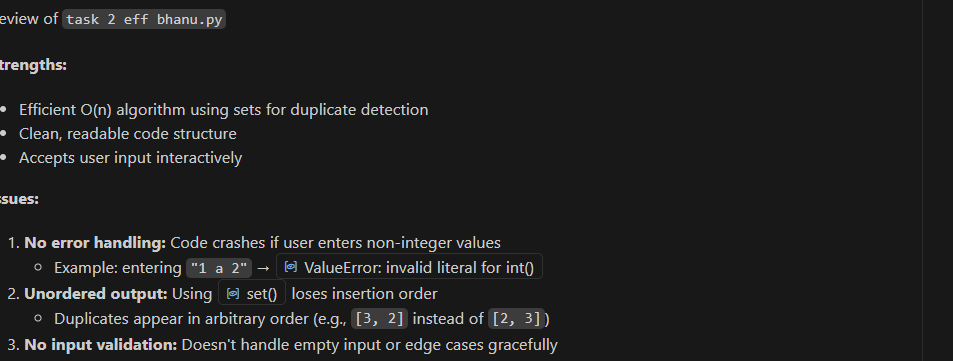 eview of task 2 eff bhanu.py
trengths:
• Efficient O(n) algorithm using sets for duplicate detection
• Clean, readable code structure
• Accepts user input interactively
ssues:
1. No error handling: Code crashes if user enters non-integer values
○ Example: entering "1 a 2" → ValueError: invalid literal for int()
2. Unordered output: Using set() loses insertion order
○ Duplicates appear in arbitrary order (e.g., [3, 2] instead of [2, 3])
3. No input validation: Doesn't handle empty input or edge cases gracefully